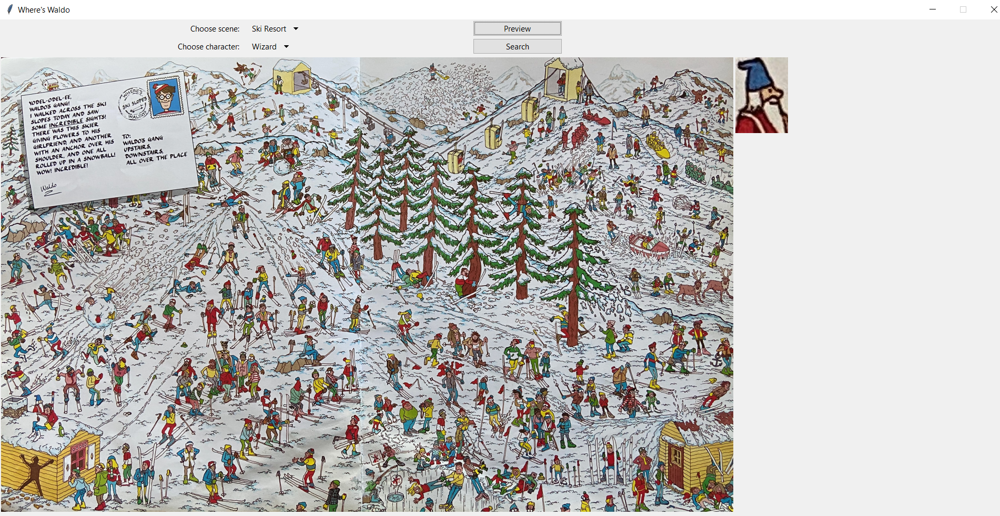 Where's Waldo
Choose scene: Ski Resort Preview
Choose character: Wizard Search
YODEL-ODEL-EE,
WALDO'S GANG!
I WALKED ACROSS THE SKI
SLOPES TODAY AND SAW
SOME INCREDIBLE SIGHTS!
THERE WAS THIS SKIER
GIVING FLOWERS TO HIS
GIRLFRIEND, AND ANOTHER
WITH AN ANCHOR OVER HIS
SHOULDER, AND ONE ALL
ROLLED UP IN A SNOWBALL!
WOW! INCREDIBLE!
Waldo
WHERE'S
SKI SLOPES
WALDO?
TO:
WALDO'S GANG
UPSTAIRS,
DOWNSTAIRS,
ALL OVER THE PLACE